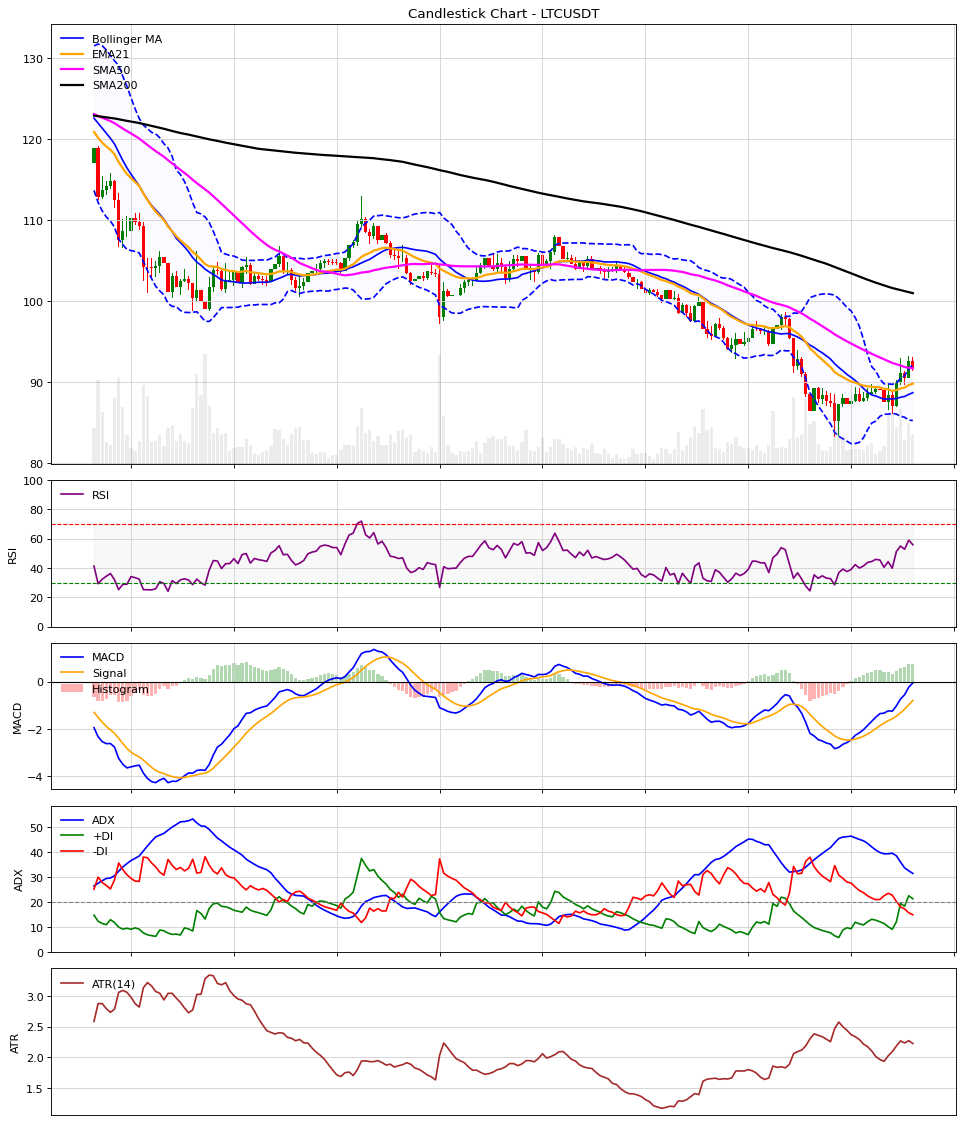 Candlestick Chart - LTCUSDT
Bollinger MA
EMA21
SMA50
SMA200
130
120
110
100
90
80
RSI
RSI
100
80
60
40
20
0
MACD
Signal
Histogram
MACD
0
−2
−4
ADX
+DI
-DI
ADX
50
40
30
20
10
0
ATR(14)
ATR
3.0
2.5
2.0
1.5